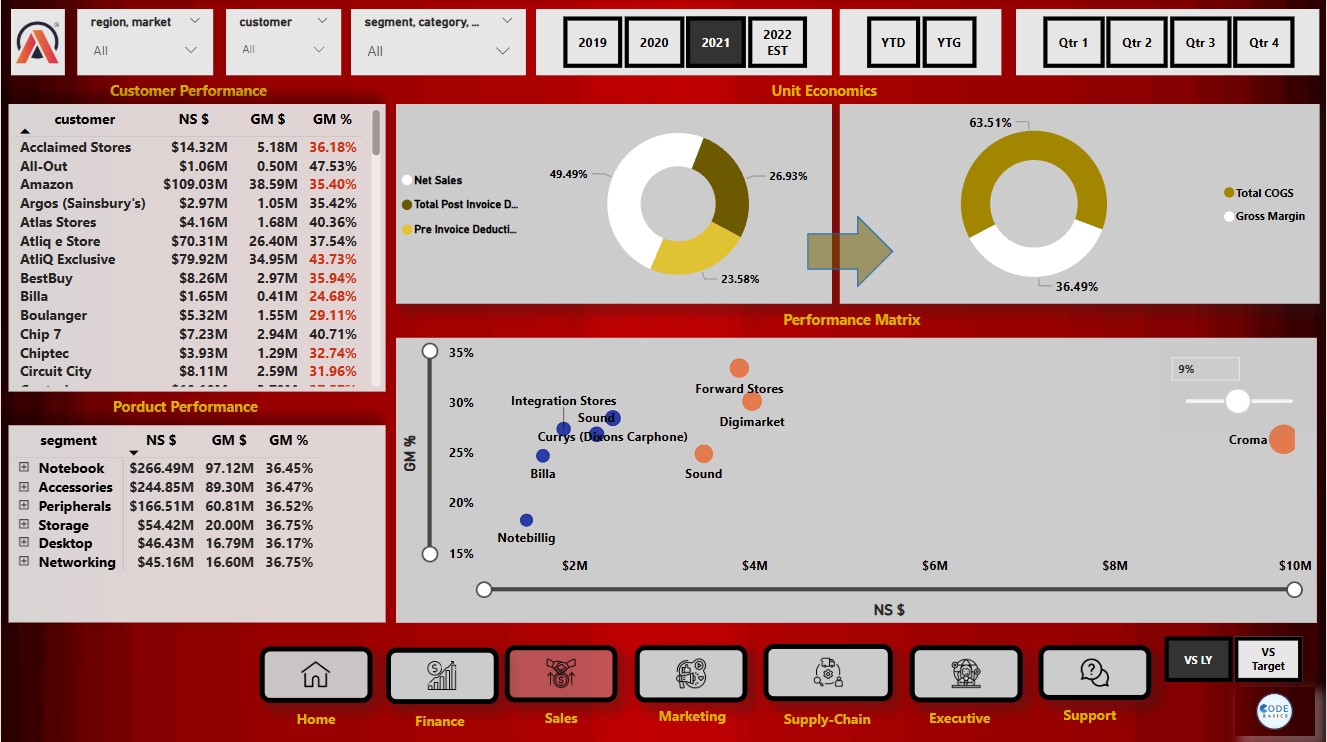 region, market
All
customer
All
segment, category, ...
All
2019
2020
2021
2022
EST
YTD
YTG
Qtr 1
Qtr 2
Qtr 3
Qtr 4
Customer Performance
customer NS $ GM $ GM %
Acclaimed Stores $14.32M 5.18M 36.18%
All-Out $1.06M 0.50M 47.53%
Amazon $109.03M 38.59M 35.40%
Argos (Sainsbury's) $2.97M 1.05M 35.42%
Atlas Stores $4.16M 1.68M 40.36%
Atliq e Store $70.31M 26.40M 37.54%
AtliQ Exclusive $79.92M 34.95M 43.73%
BestBuy $8.26M 2.97M 35.94%
Billa $1.65M 0.41M 24.68%
Boulanger $5.32M 1.55M 29.11%
Chip 7 $7.23M 2.94M 40.71%
Chiptec $3.93M 1.29M 32.74%
Circuit City $8.11M 2.59M 31.96%
Unit Economics
Net Sales
Total Post Invoice D...
Pre Invoice Deducti...
49.49%
26.93%
23.58%
63.51%
36.49%
Total COGS
Gross Margin
Porduct Performance
segment NS $ GM $ GM %
Notebook $266.49M 97.12M 36.45%
Accessories $244.85M 89.30M 36.47%
Peripherals $166.51M 60.81M 36.52%
Storage $54.42M 20.00M 36.75%
Desktop $46.43M 16.79M 36.17%
Networking $45.16M 16.60M 36.75%
Performance Matrix
GM %
35%
30%
25%
20%
15%
Forward Stores
Integration Stores
Sound
Digimarket
Currys (Dixons Carphone)
Billa
Sound
Notebillig
9%
Croma
$2M
$4M
$6M
$8M
$10M
NS $
Home
Finance
Sales
Marketing
Supply-Chain
Executive
Support
VS LY
VS
Target
CODE
BASICS